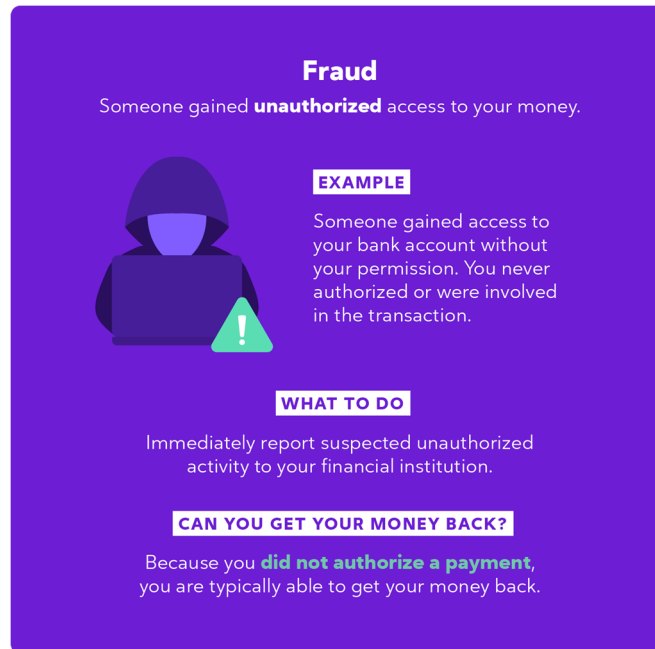 Fraud
Someone gained unauthorized access to your money.
EXAMPLE
Someone gained access to
your bank account without
your permission. You never
authorized or were involved
in the transaction.
!
WHAT TO DO
Immediately report suspected unauthorized
activity to your financial institution.
CAN YOU GET YOUR MONEY BACK?
Because you did not authorize a payment,
you are typically able to get your money back.